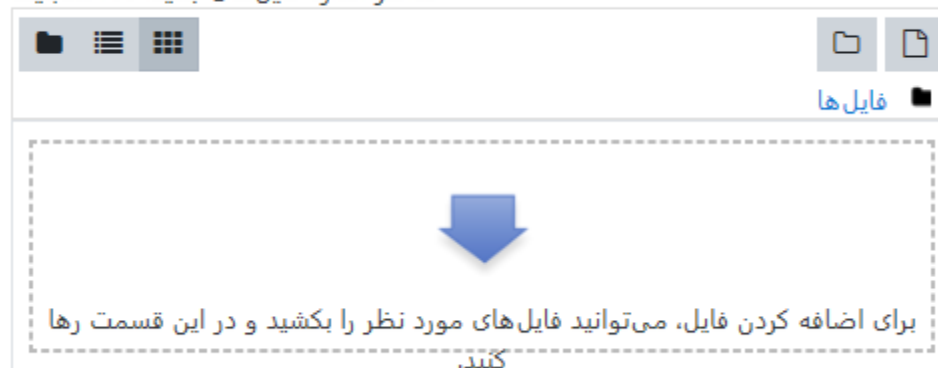 فایل‌ها
برای اضافه کردن فایل، می‌توانید فایل‌های مورد نظر را بکشید و در این قسمت رها
کنید.